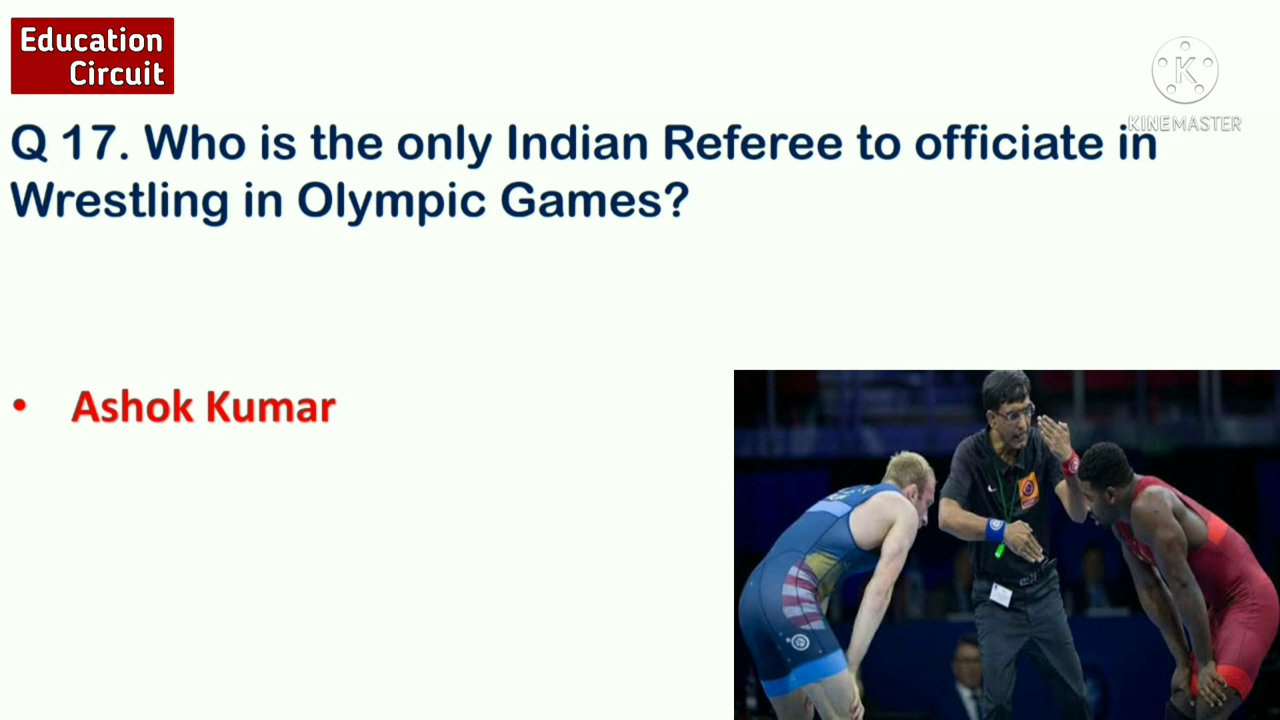 Education
Circuit
KINEMASTER
Q 17. Who is the only Indian Referee to officiate in
Wrestling in Olympic Games?
• Ashok Kumar